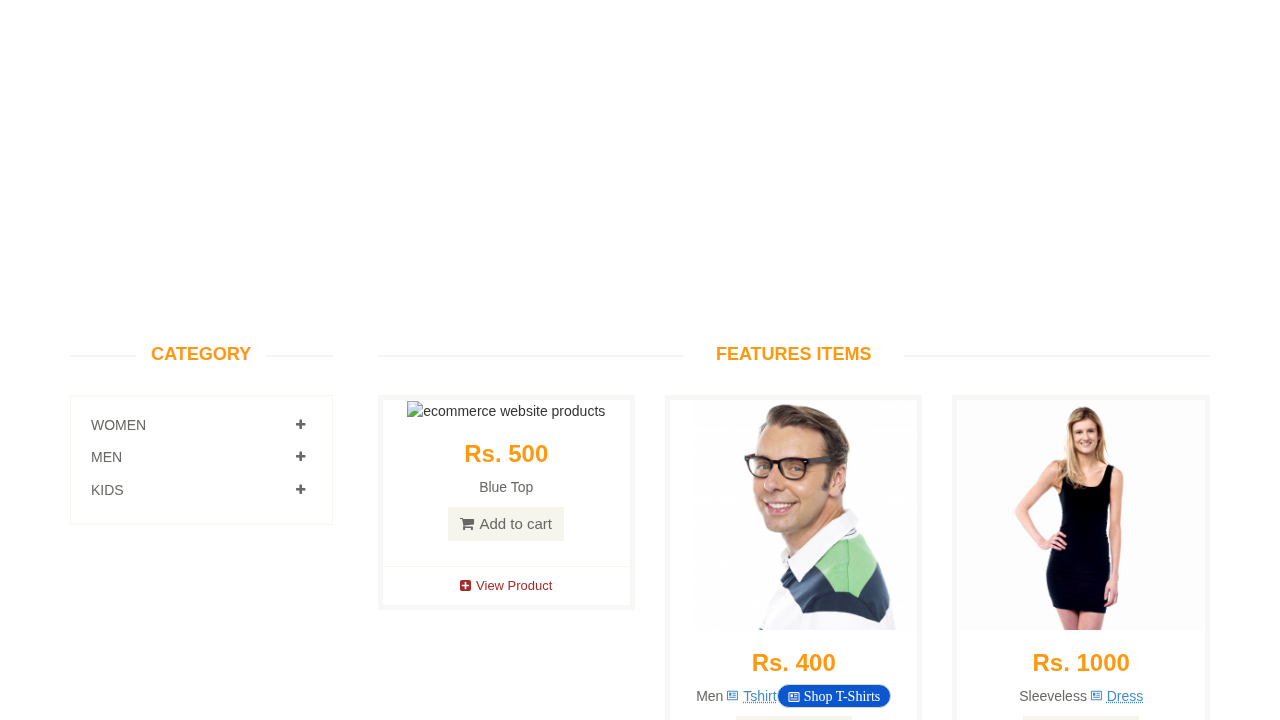 CATEGORY
FEATURES ITEMS
WOMEN
MEN
KIDS
ecommerce website products
Rs. 500
Blue Top
Add to cart
View Product
Rs. 400
Men Tshirt Shop T-Shirts
Rs. 1000
Sleeveless Dress